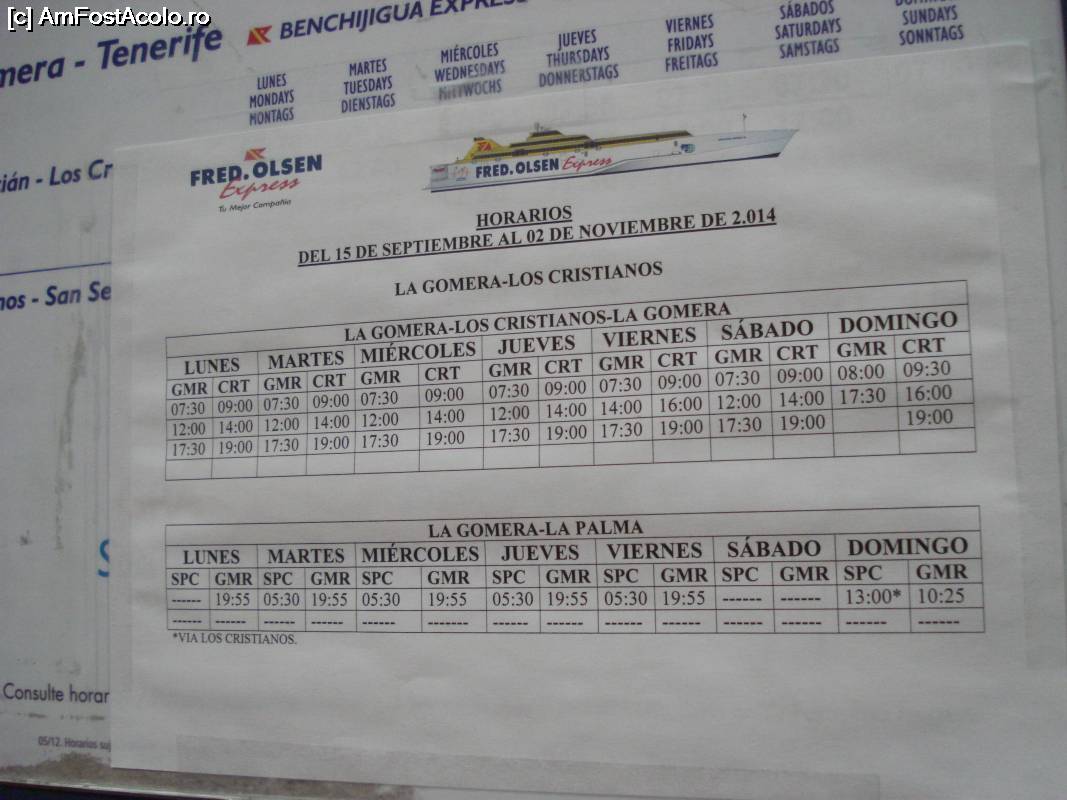 [c] AmFostAcolo.ro
mera - Tenerife
BENCHIJIGUA EXPRESS
LUNES MARTES MIÉRCOLES JUEVES VIERNES SÁBADOS
MONDAYS TUESDAYS WEDNESDAYS THURSDAYS FRIDAYS SATURDAYS SUNDAYS
MONTAGS DIENSTAGS MITTWOCHS DONNERSTAGS FREITAGS SAMSTAGS SONNTAGS
ián - Los Cr
nos - San Se
FRED.OLSEN
Express
Tu Mejor Compañía
FRED.OLSEN Express
HORARIOS
DEL 15 DE SEPTIEMBRE AL 02 DE NOVIEMBRE DE 2.014
LA GOMERA-LOS CRISTIANOS
LA GOMERA-LOS CRISTIANOS-LA GOMERA
LUNES MARTES MIÉRCOLES JUEVES VIERNES SÁBADO DOMINGO
GMR CRT GMR CRT GMR CRT GMR CRT GMR CRT GMR CRT GMR CRT
07:30 09:00 07:30 09:00 07:30 09:00 07:30 09:00 07:30 09:00 07:30 09:00 08:00 09:30
12:00 14:00 12:00 14:00 12:00 14:00 12:00 14:00 14:00 16:00 12:00 14:00 17:30 16:00
17:30 19:00 17:30 19:00 17:30 19:00 17:30 19:00 17:30 19:00 17:30 19:00 19:00
LA GOMERA-LA PALMA
LUNES MARTES MIÉRCOLES JUEVES VIERNES SÁBADO DOMINGO
SPC GMR SPC GMR SPC GMR SPC GMR SPC GMR SPC GMR SPC GMR
------ 19:55 05:30 19:55 05:30 19:55 05:30 19:55 05:30 19:55 ------ ------ 13:00* 10:25
------ ------ ------ ------ ------ ------- ------ ------ ------ ------ ------ ------ ------ ------
*VIA LOS CRISTIANOS.
Consulte horar
05/12. Horarios suj